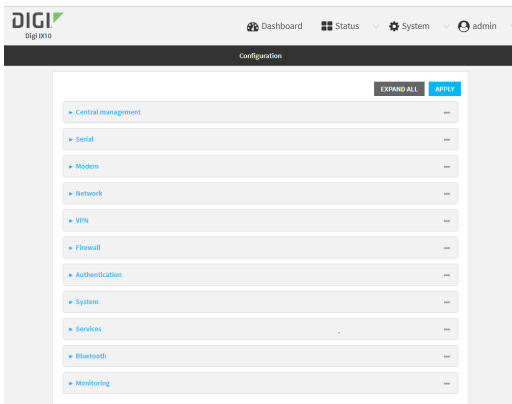 DIGI
Digi IX10
Dashboard Status System admin
Configuration
EXPAND ALL APPLY
Central management
Serial
Modem
Network
VPN
Firewall
Authentication
System
Services
Bluetooth
Monitoring